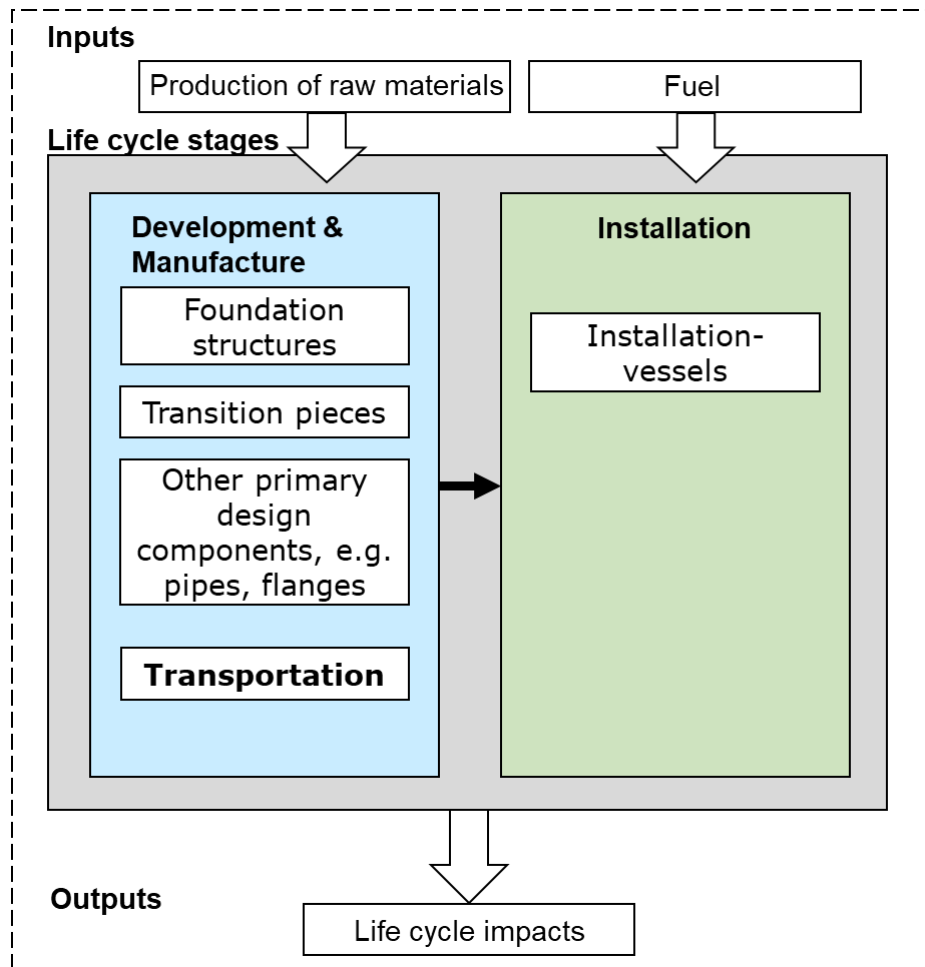 Inputs
Production of raw materials
Fuel
Life cycle stages
Development &
Manufacture
Foundation
structures
Transition pieces
Other primary
design
components, e.g.
pipes, flanges
Transportation
Installation
Installation-
vessels
Outputs
Life cycle impacts